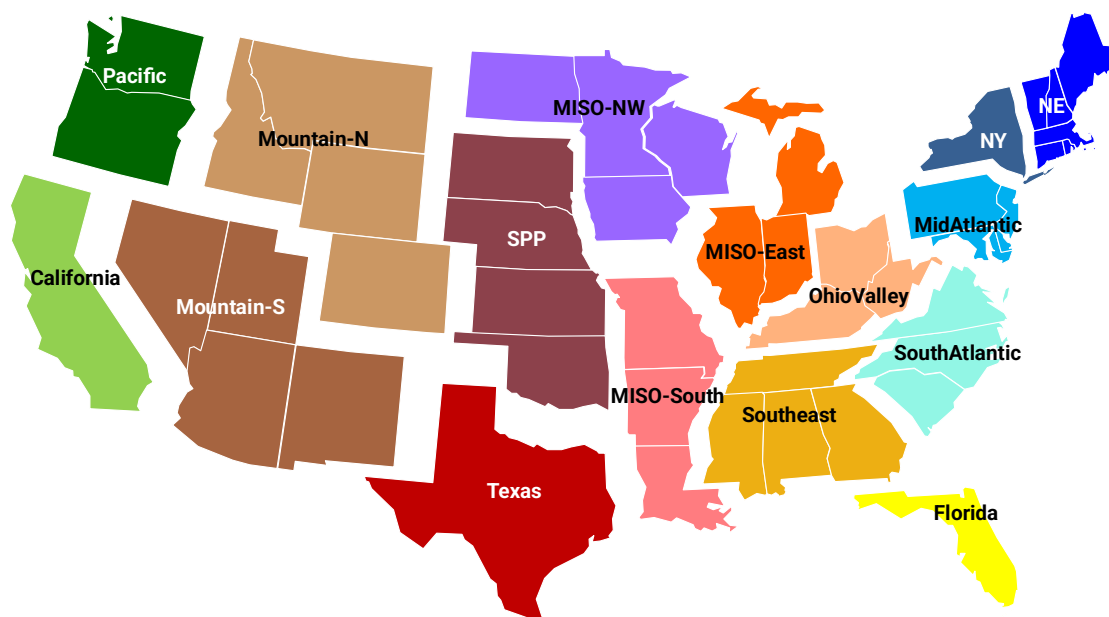 Pacific
MISO-NW
NE
Mountain-N
NY
MidAtlantic
SPP
MISO-East
California
OhioValley
Mountain-S
SouthAtlantic
MISO-South
Southeast
Texas
Florida